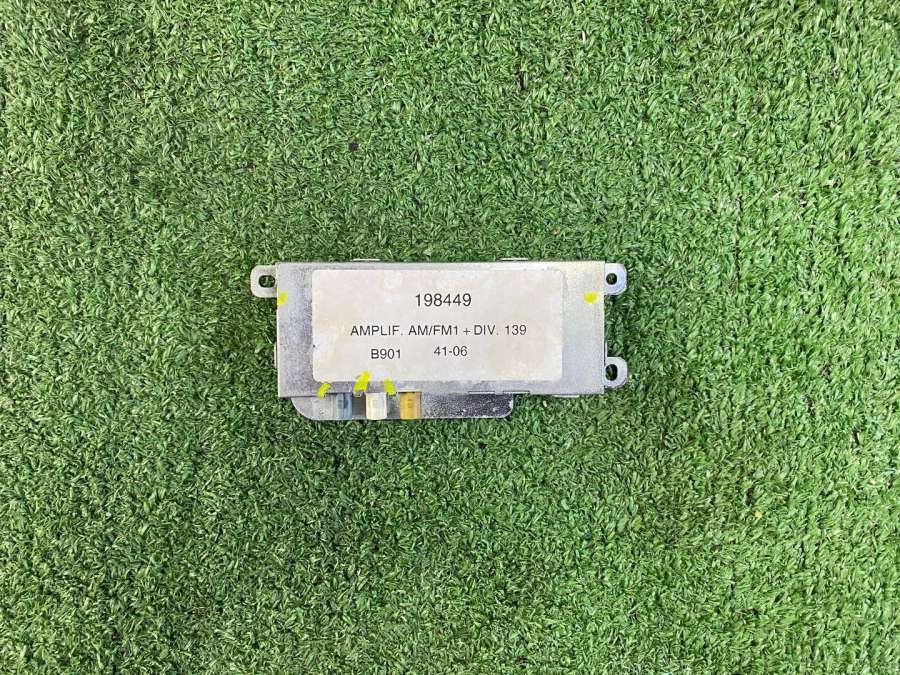 198449
AMPLIF. AM/FM1 + DIV. 139
B901 41-06